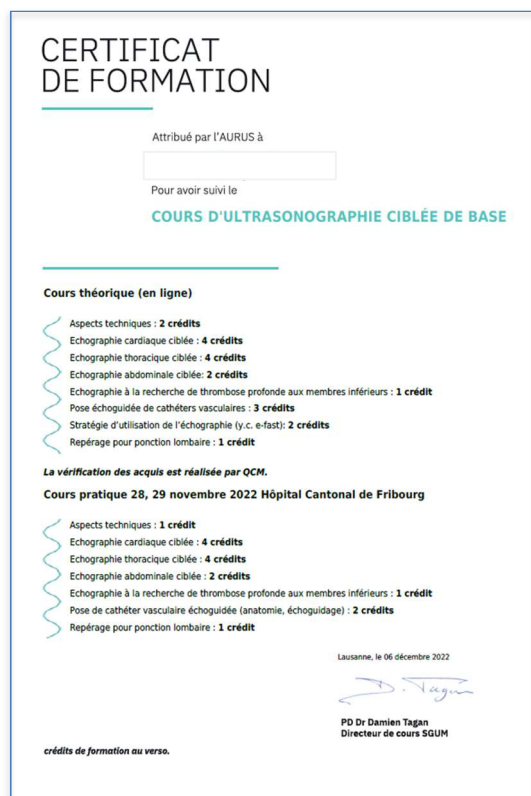 CERTIFICAT
DE FORMATION
Attribué par l'AURUS à
Pour avoir suivi le
COURS D'ULTRASONOGRAPHIE CIBLÉE DE BASE
Cours théorique (en ligne)
Aspects techniques : 2 crédits
Echographie cardiaque ciblée : 4 crédits
Echographie thoracique ciblée : 4 crédits
Echographie abdominale ciblée: 2 crédits
Echographie à la recherche de thrombose profonde aux membres inférieurs : 1 crédit
Pose échoguidée de cathéters vasculaires : 3 crédits
Stratégie d'utilisation de l'échographie (y.c. e-fast): 2 crédits
Repérage pour ponction lombaire : 1 crédit
La vérification des acquis est réalisée par QCM.
Cours pratique 28, 29 novembre 2022 Hôpital Cantonal de Fribourg
Aspects techniques : 1 crédit
Echographie cardiaque ciblée : 4 crédits
Echographie thoracique ciblée : 4 crédits
Echographie abdominale ciblée : 2 crédits
Echographie à la recherche de thrombose profonde aux membres inférieurs : 1 crédit
Pose de cathéter vasculaire échoguidée (anatomie, échoguidage) : 2 crédits
Repérage pour ponction lombaire : 1 crédit
Lausanne, le 06 décembre 2022
D. Tagan
PD Dr Damien Tagan
Directeur de cours SGUM
crédits de formation au verso.